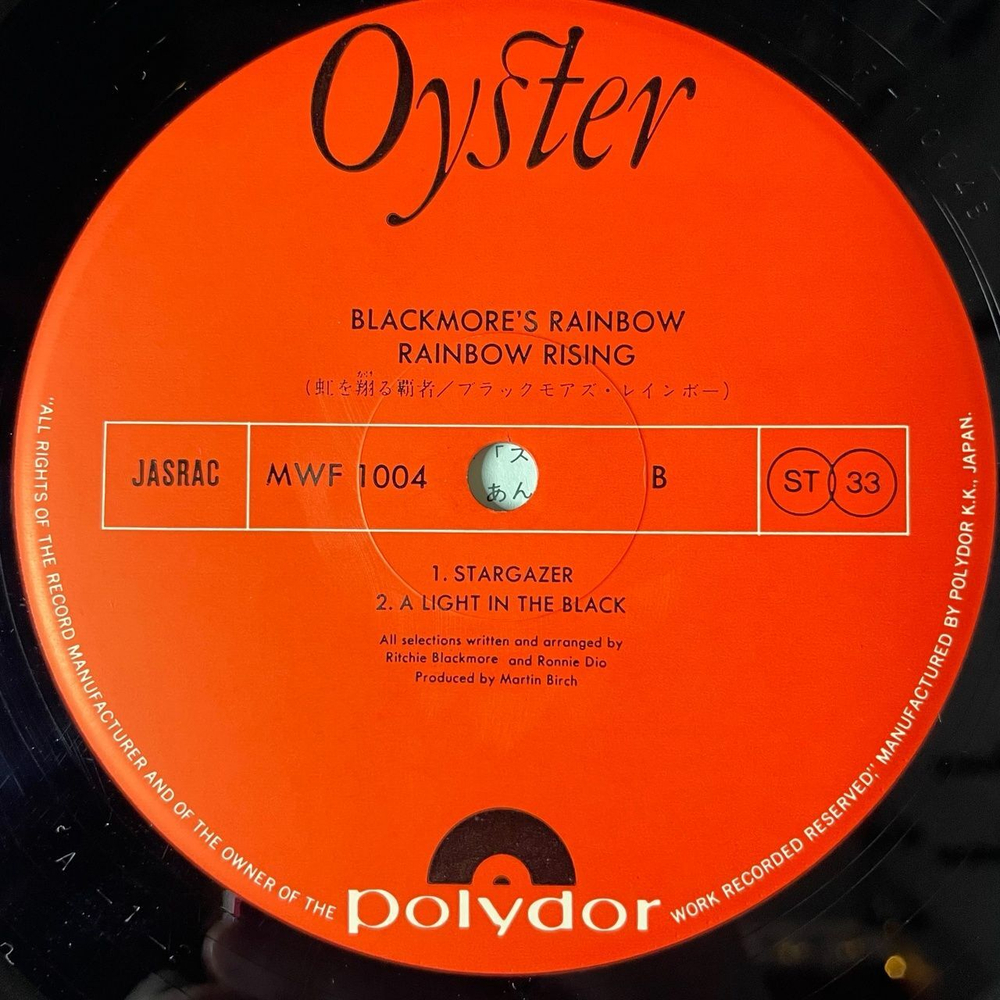 Oyster
BLACKMORE'S RAINBOW
RAINBOW RISING
(虹を翔る覇者／ブラックモアズ・レインボー)
JASRAC
MWF 1004
「ス
あん
B
ST 33
1. STARGAZER
2. A LIGHT IN THE BLACK
All selections written and arranged by
Ritchie Blackmore and Ronnie Dio
Produced by Martin Birch
polydor
"ALL RIGHTS OF THE RECORD MANUFACTURER AND OF THE OWNER OF THE WORK RECORDED RESERVED;" MANUFACTURED BY POLYDOR K.K., JAPAN.